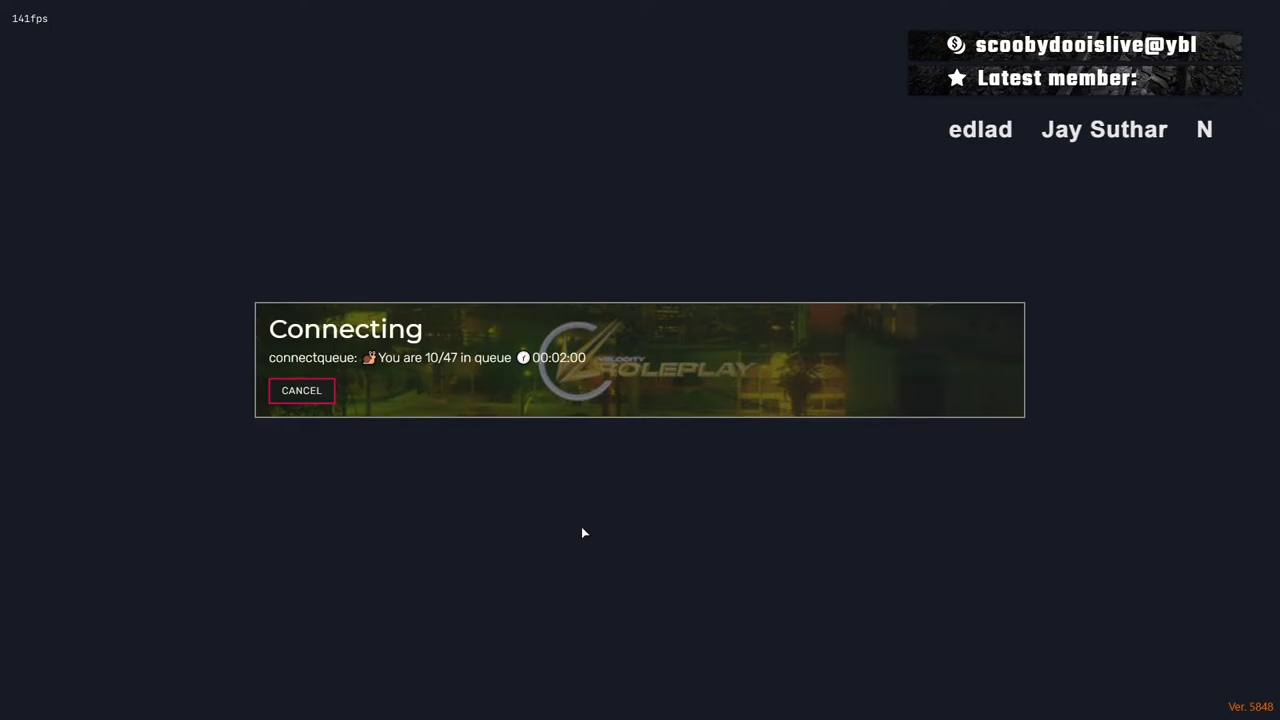 141fps
scoobydooislive@ybl
Latest member:
edlad Jay Suthar N
Connecting
connectqueue: 🐌You are 10/47 in queue 🕐00:02:00
VELOCITY
ROLEPLAY
CANCEL
Ver. 5848